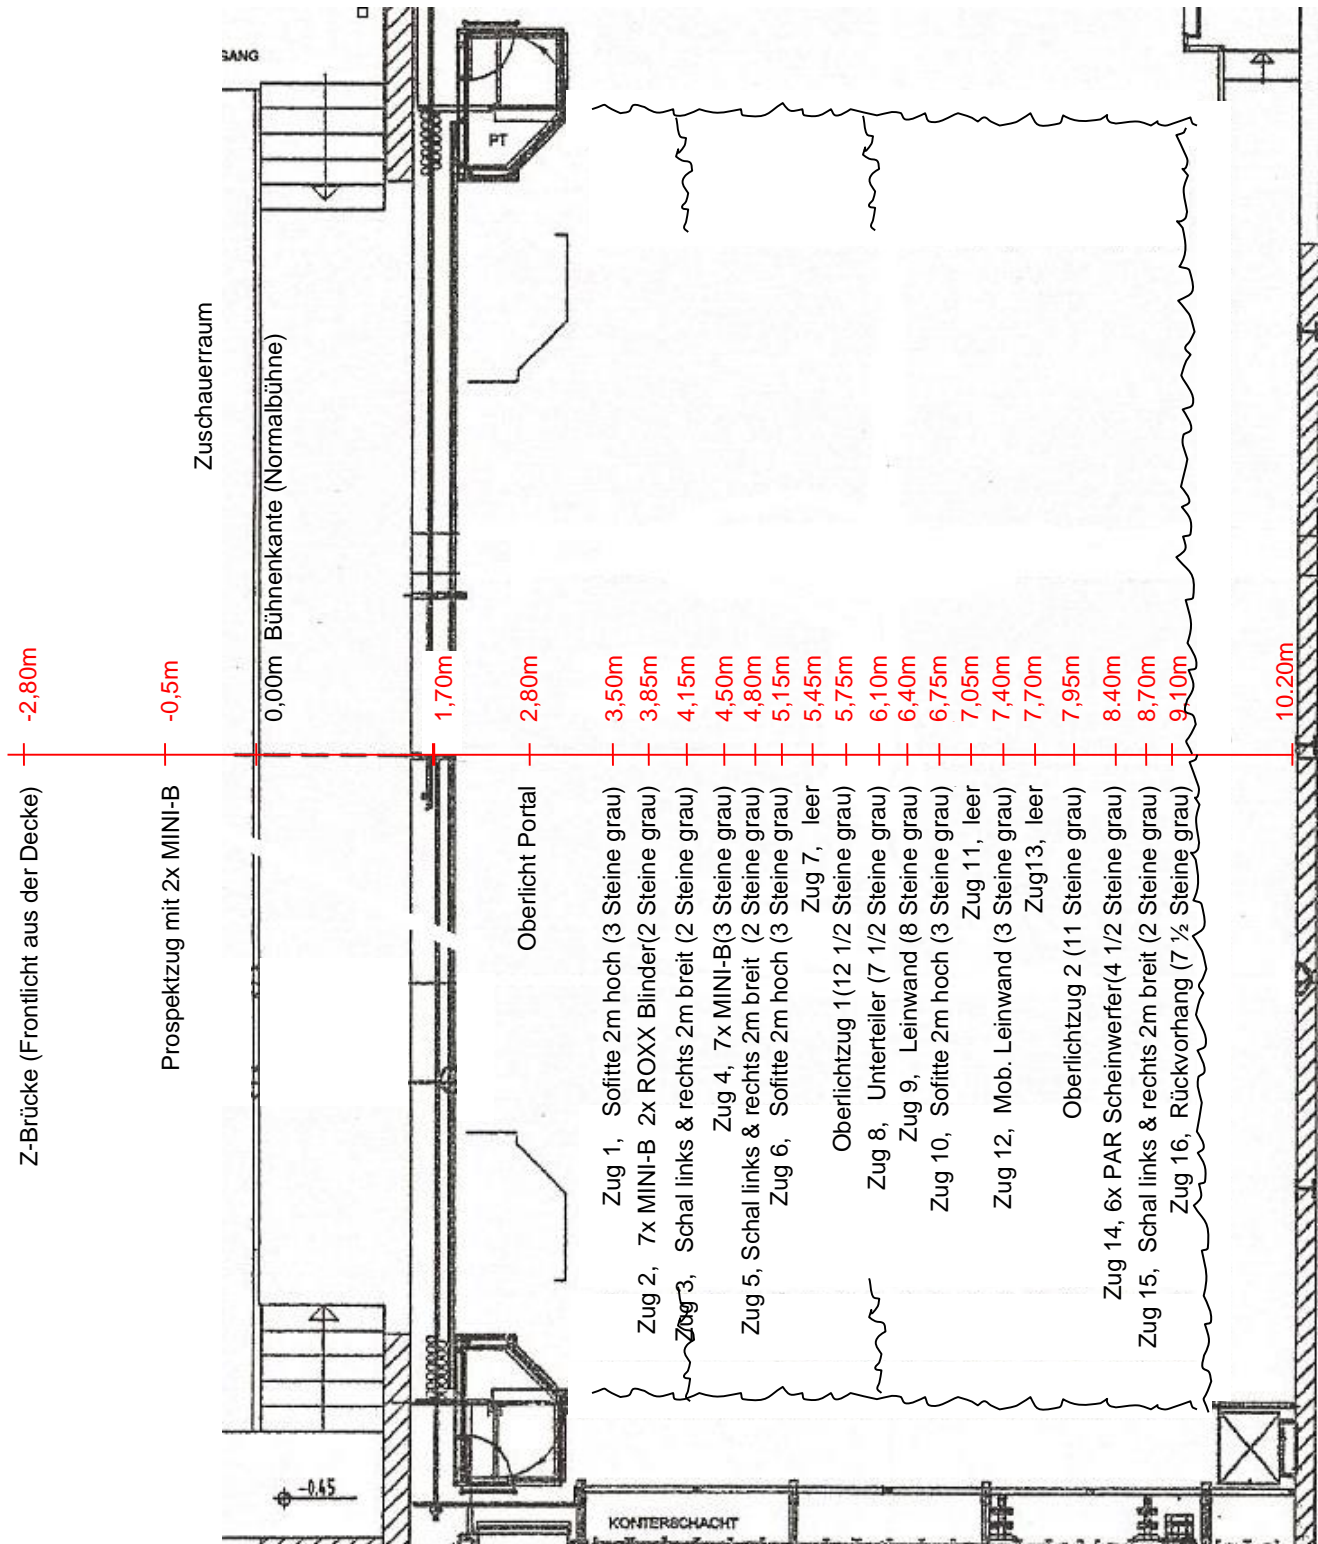 Z-Brücke (Frontlicht aus der Decke) -2,80m
Prospektzug mit 2x MINI-B -0,5m
Zuschauerraum
GANG
0,00m Bühnenkante (Normalbühne)
-0.45
1,70m
PT
Oberlicht Portal 2,80m
Zug 1, Sofitte 2m hoch (3 Steine grau) 3,50m
Zug 2, 7x MINI-B 2x ROXX Blinder(2 Steine grau) 3,85m
Zug 3, Schal links & rechts 2m breit (2 Steine grau) 4,15m
Zug 4, 7x MINI-B(3 Steine grau) 4,50m
Zug 5, Schal links & rechts 2m breit (2 Steine grau) 4,80m
Zug 6, Sofitte 2m hoch (3 Steine grau) 5,15m
Zug 7, leer 5,45m
Oberlichtzug 1(12 1/2 Steine grau) 5,75m
Zug 8, Unterteiler (7 1/2 Steine grau) 6,10m
Zug 9, Leinwand (8 Steine grau) 6,40m
Zug 10, Sofitte 2m hoch (3 Steine grau) 6,75m
Zug 11, leer 7,05m
Zug 12, Mob. Leinwand (3 Steine grau) 7,40m
Zug13, leer 7,70m
Oberlichtzug 2 (11 Steine grau) 7,95m
Zug 14, 6x PAR Scheinwerfer(4 1/2 Steine grau) 8.40m
Zug 15, Schal links & rechts 2m breit (2 Steine grau) 8,70m
Zug 16, Rückvorhang (7 ½ Steine grau) 9,10m
10.20m
KONTERSCHACHT